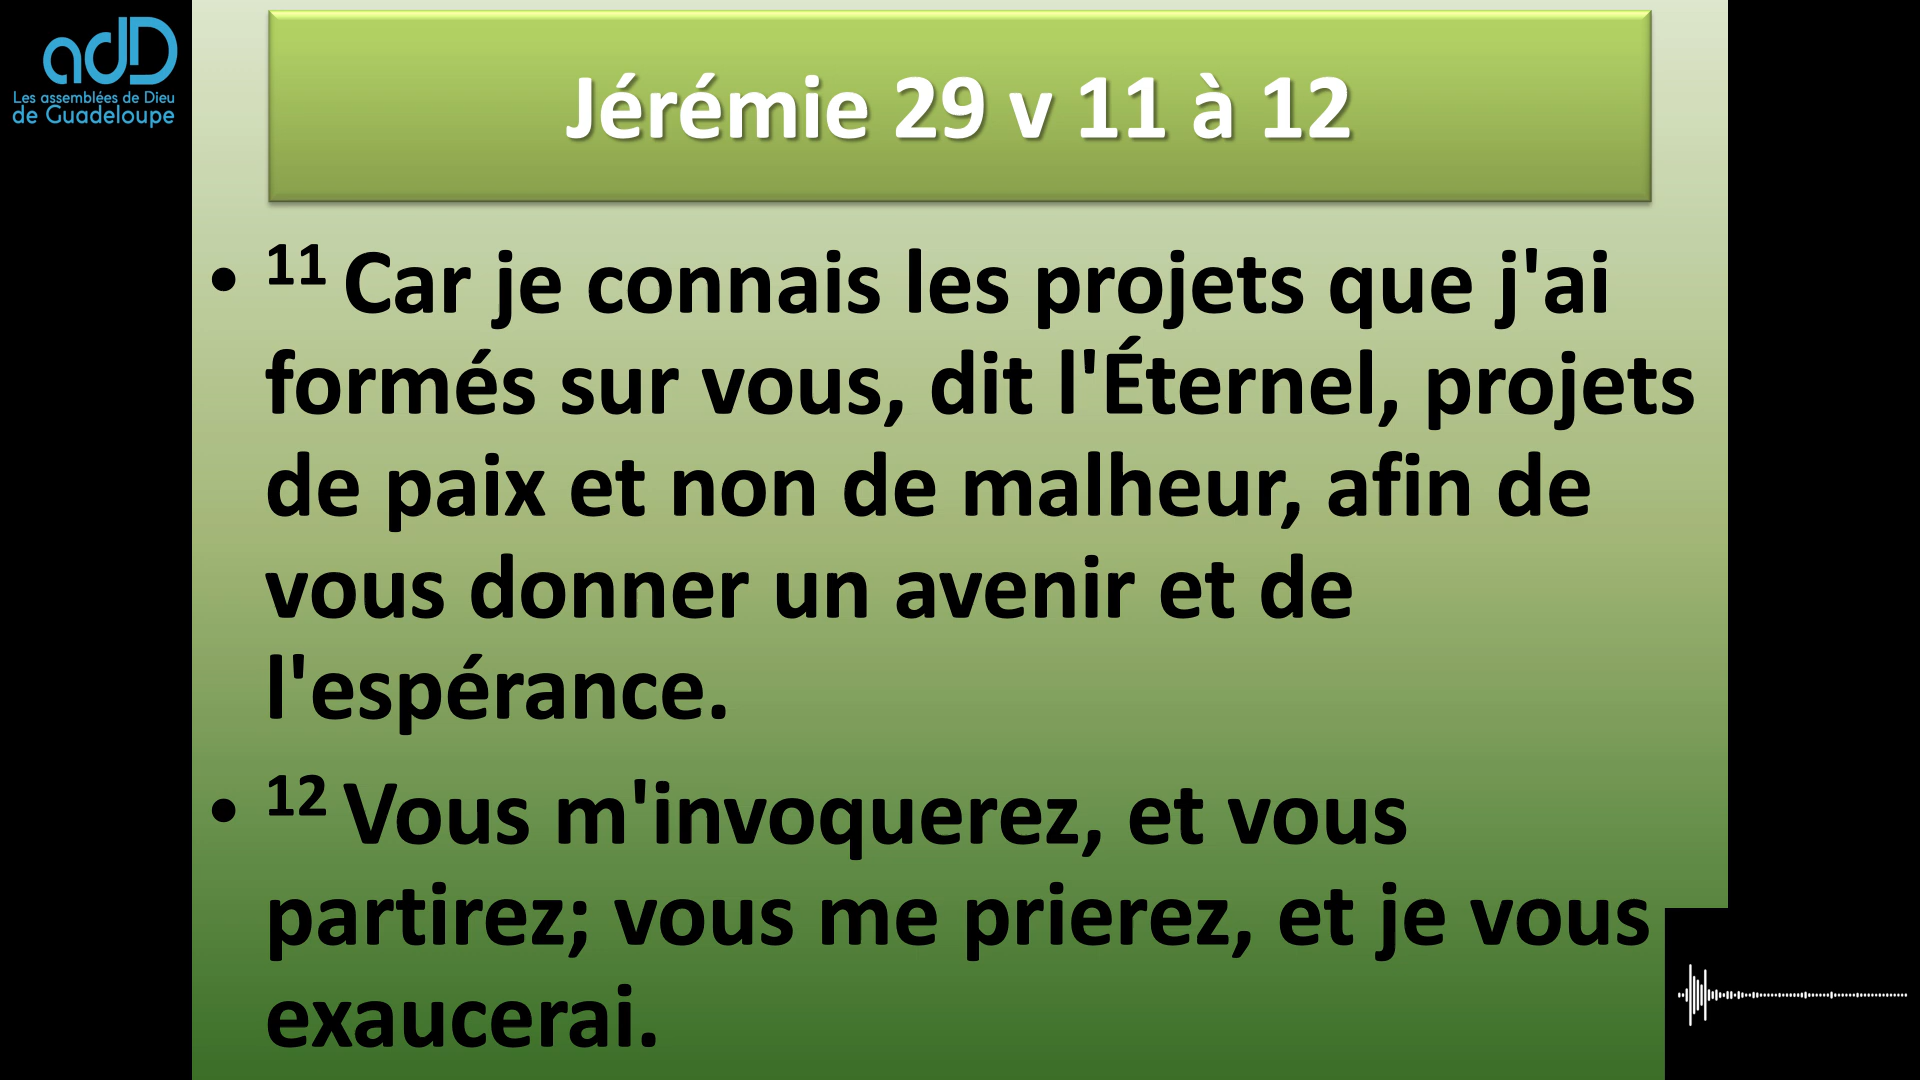 adD
Les assemblées de Dieu
de Guadeloupe
Jérémie 29 v 11 à 12
• 11 Car je connais les projets que j'ai
formés sur vous, dit l'Éternel, projets
de paix et non de malheur, afin de
vous donner un avenir et de
l'espérance.
• 12 Vous m'invoquerez, et vous
partirez; vous me prierez, et je vous
exaucerai.